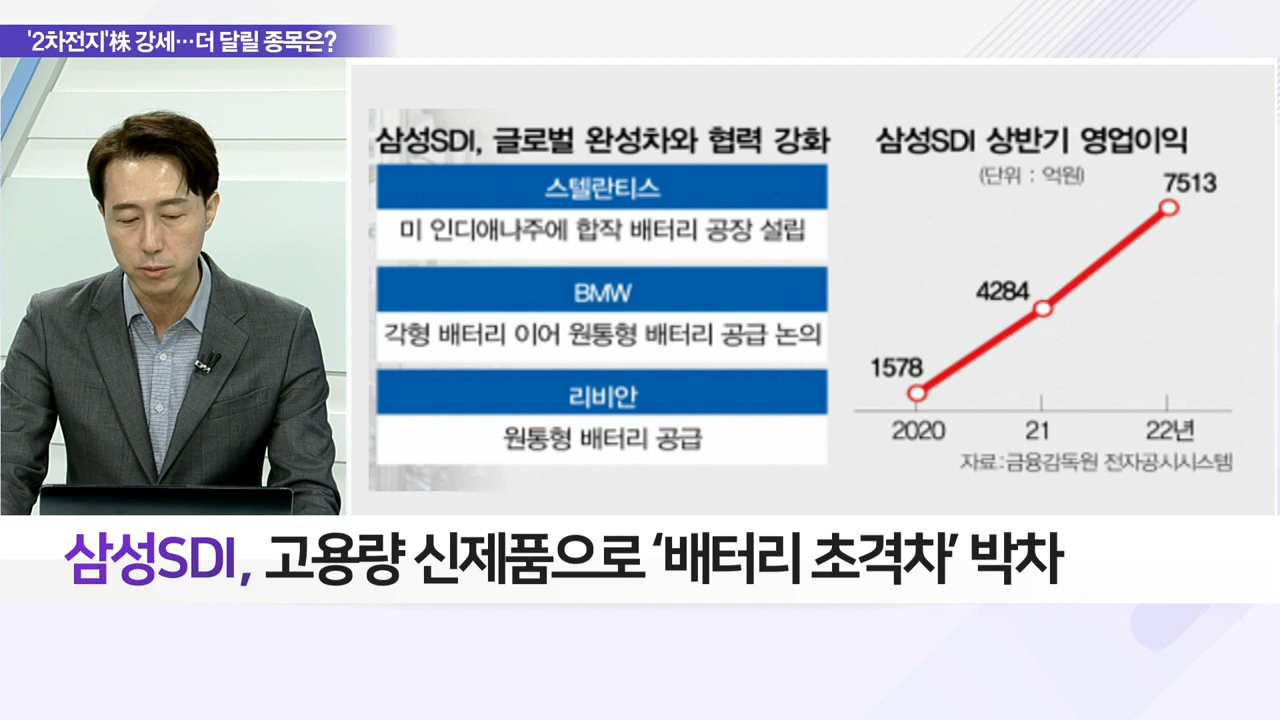 '2차전지'株 강세…더 달릴 종목은?
삼성SDI, 글로벌 완성차와 협력 강화
스텔란티스
미 인디애나주에 합작 배터리 공장 설립
BMW
각형 배터리 이어 원통형 배터리 공급 논의
리비안
원통형 배터리 공급
삼성SDI 상반기 영업이익
(단위 : 억원)
7513
4284
1578
2020 21 22년
자료:금융감독원 전자공시시스템
삼성SDI, 고용량 신제품으로 ‘배터리 초격차’ 박차